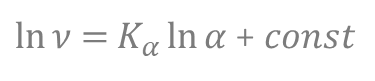 ln ν = K_α ln α + const